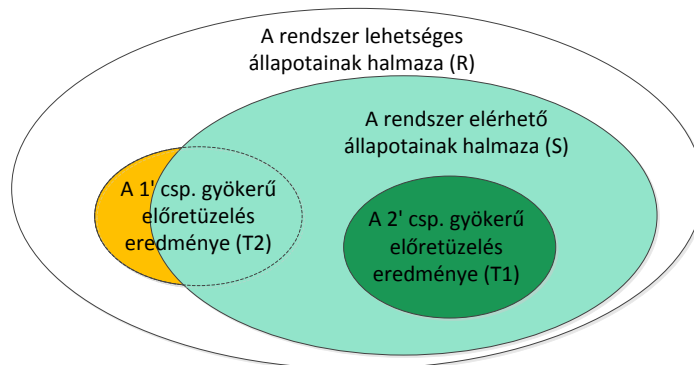 A rendszer lehetséges
állapotainak halmaza (R)
A rendszer elérhető
állapotainak halmaza (S)
A 1' csp. gyökerű
előretüzelés
eredménye (T2)
A 2' csp. gyökerű
előretüzelés
eredménye (T1)